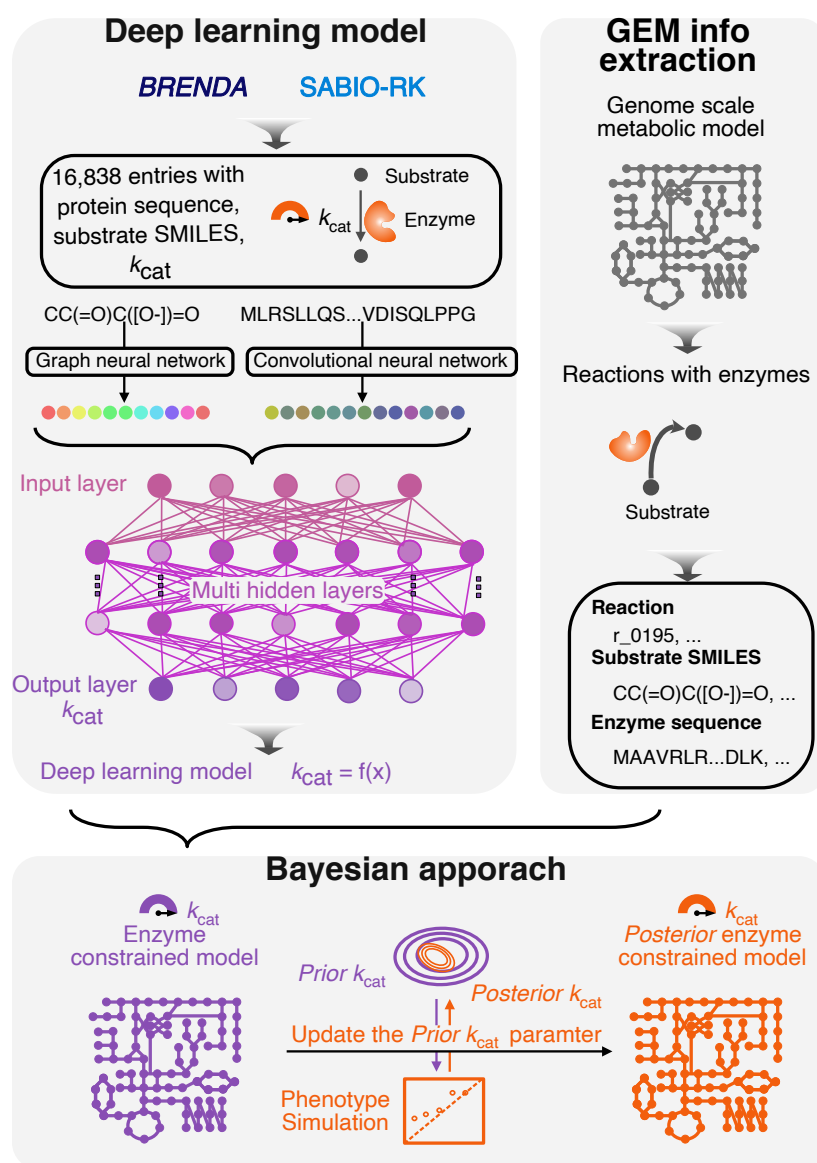 Deep learning model
BRENDA SABIO-RK
16,838 entries with
protein sequence,
substrate SMILES,
kcat
Substrate
kcat
Enzyme
CC(=O)C([O-])=O MLRSLLQS...VDISQLPPG
Graph neural network Convolutional neural network
Input layer
Multi hidden layers
Output layer
kcat
Deep learning model kcat = f(x)
GEM info
extraction
Genome scale
metabolic model
Reactions with enzymes
Substrate
Reaction
r_0195, ...
Substrate SMILES
CC(=O)C([O-])=O, ...
Enzyme sequence
MAAVRLR...DLK, ...
Bayesian apporach
kcat
Enzyme
constrained model
Prior kcat
Posterior kcat
Update the Prior kcat paramter
Phenotype
Simulation
kcat
Posterior enzyme
constrained model